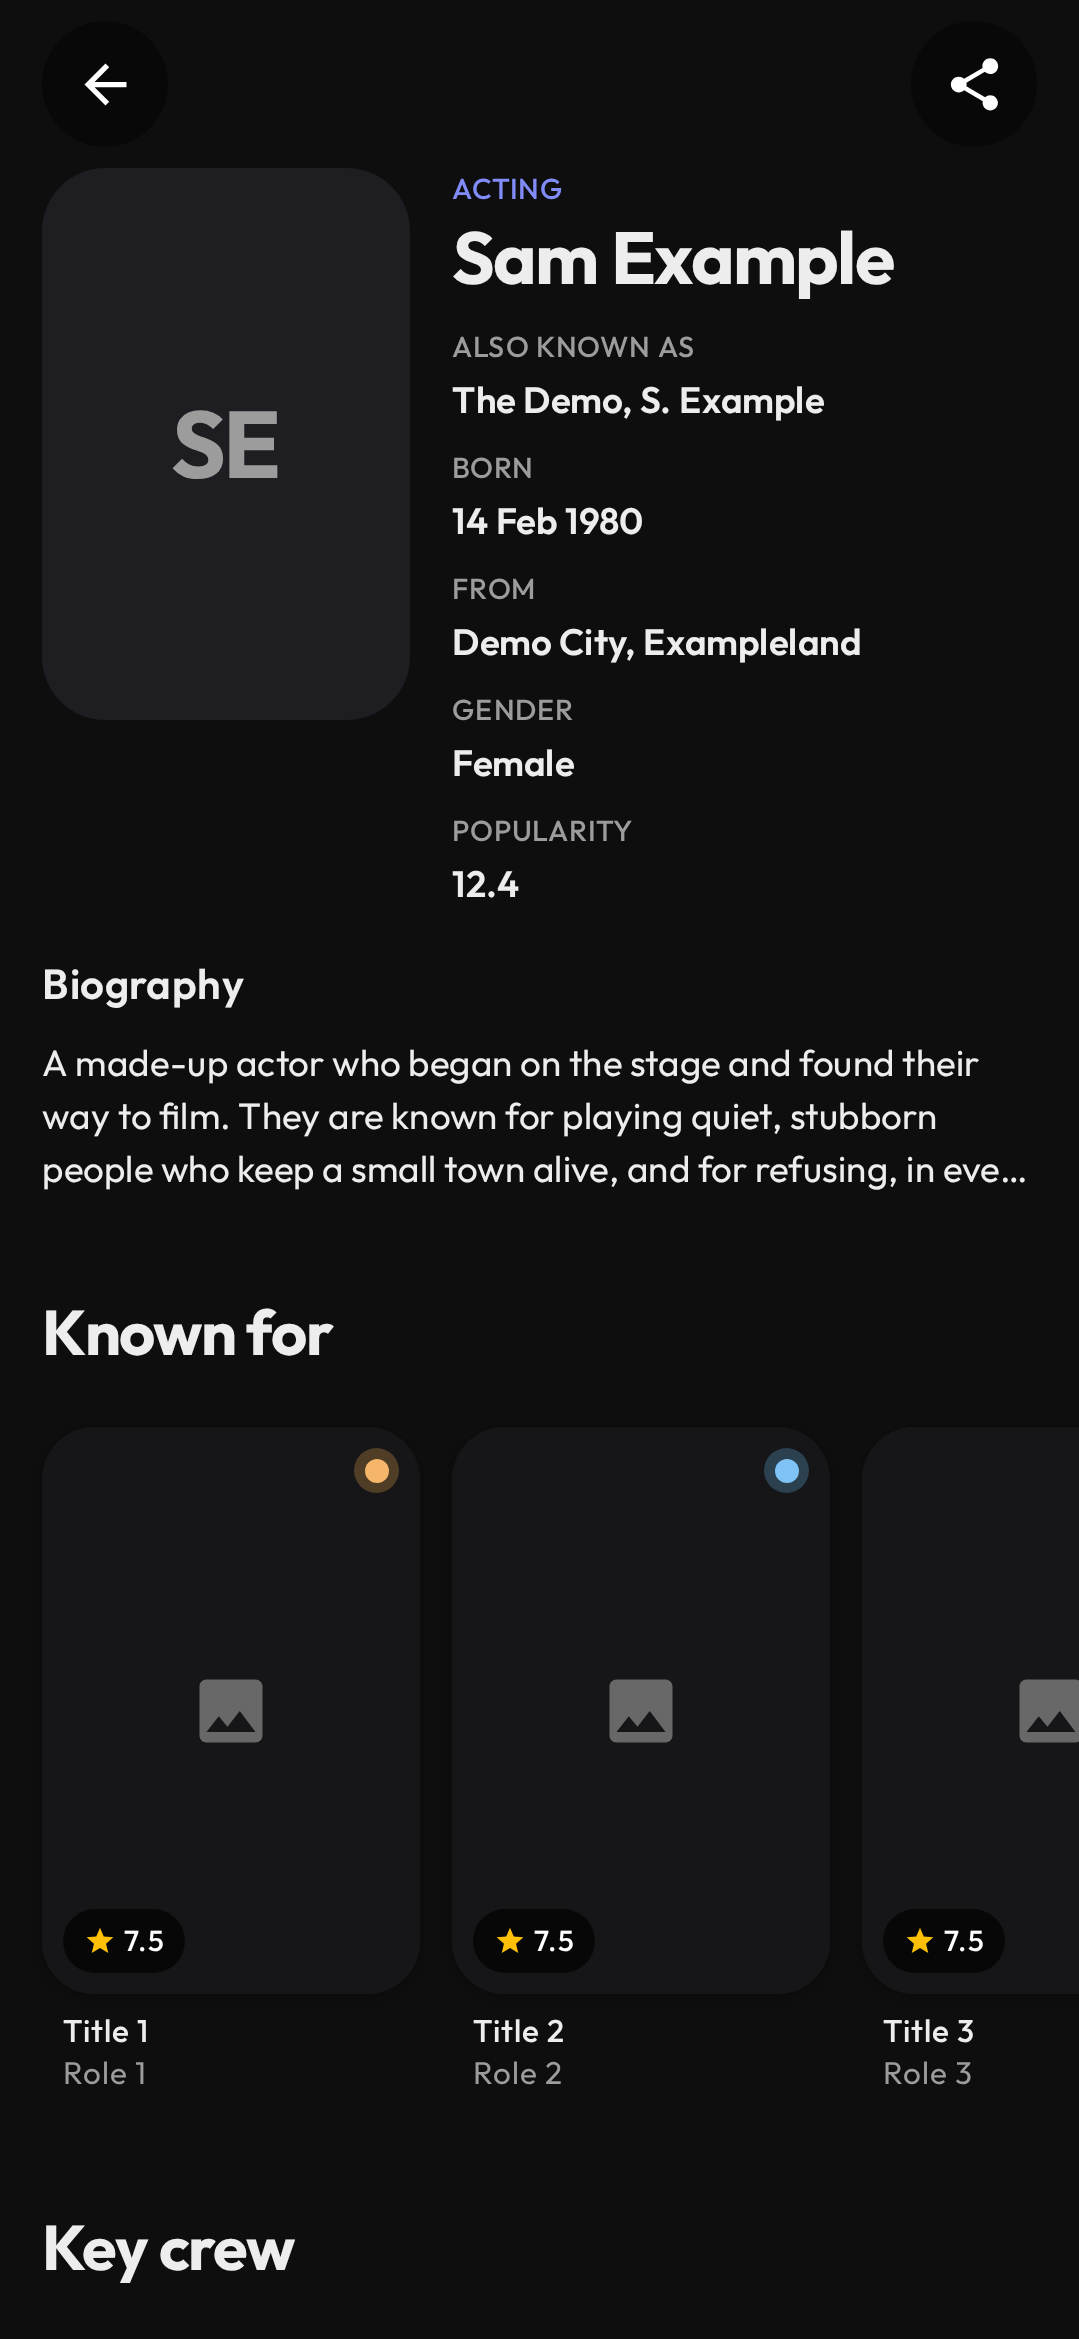 ACTING
Sam Example
ALSO KNOWN AS
The Demo, S. Example
BORN
14 Feb 1980
FROM
Demo City, Exampleland
GENDER
Female
POPULARITY
12.4
SE
Biography
A made-up actor who began on the stage and found their
way to film. They are known for playing quiet, stubborn
people who keep a small town alive, and for refusing, in eve…
Known for
7.5
7.5
7.5
Title 1
Role 1
Title 2
Role 2
Title 3
Role 3
Key crew